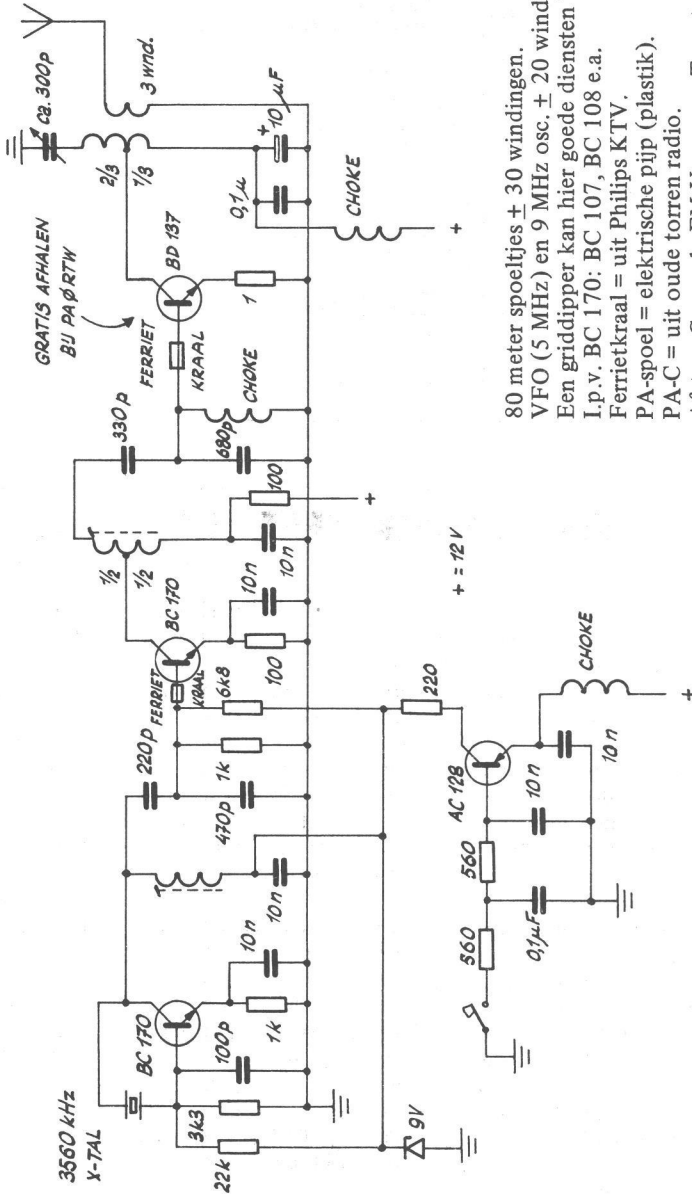 3560 kHz
X-TAL
22k
3k3
BC 170
100p
1k
10n
10n
9V
220p
470p
1k
FERRIET
KRAAL
6k8
BC 170
100
10n
10n
100
1/2
1/2
330p
680p
CHOKE
FERRIET
KRAAL
GRATIS AFHALEN
BIJ PAØRTW
BD 137
1
2/3
1/3
Ca. 300p
3 wnd.
0,1µ
+
10 µF
CHOKE
+
+
+ = 12 V
560
560
0,1µF
10n
AC 128
220
10n
CHOKE
+
80 meter spoeltjes ± 30 windingen.
VFO (5 MHz) en 9 MHz osc. ± 20 wind
Een griddipper kan hier goede diensten
I.p.v. BC 170: BC 107, BC 108 e.a.
Ferrietkraal = uit Philips KTV.
PA-spoel = elektrische pijp (plastik).
PA-C = uit oude torren radio.